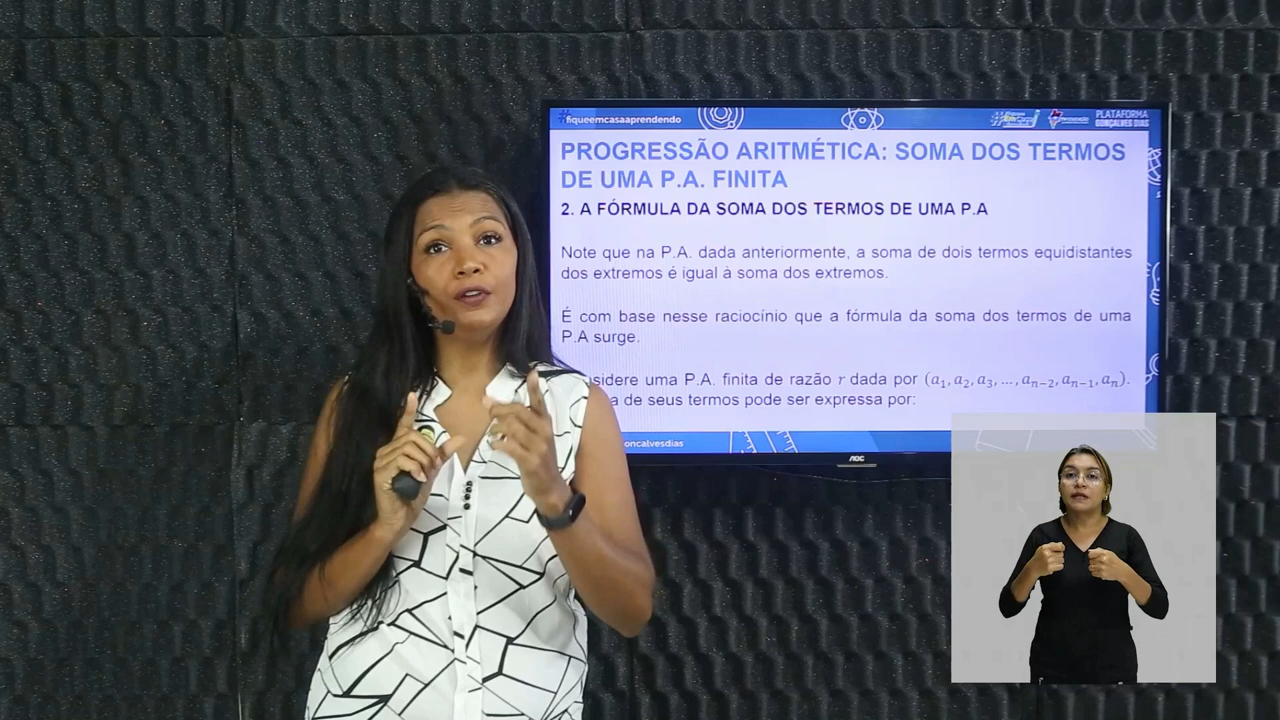 #fiqueemcasaaprendendo
PLATAFORMA
GONÇALVES DIAS
PROGRESSÃO ARITMÉTICA: SOMA DOS TERMOS
DE UMA P.A. FINITA
2. A FÓRMULA DA SOMA DOS TERMOS DE UMA P.A
Note que na P.A. dada anteriormente, a soma de dois termos equidistantes
dos extremos é igual à soma dos extremos.
É com base nesse raciocínio que a fórmula da soma dos termos de uma
P.A surge.
sidere uma P.A. finita de razão r dada por (a₁, a₂, a₃, ..., aₙ₋₂, aₙ₋₁, aₙ).
a de seus termos pode ser expressa por:
oncalvesdias
AOC